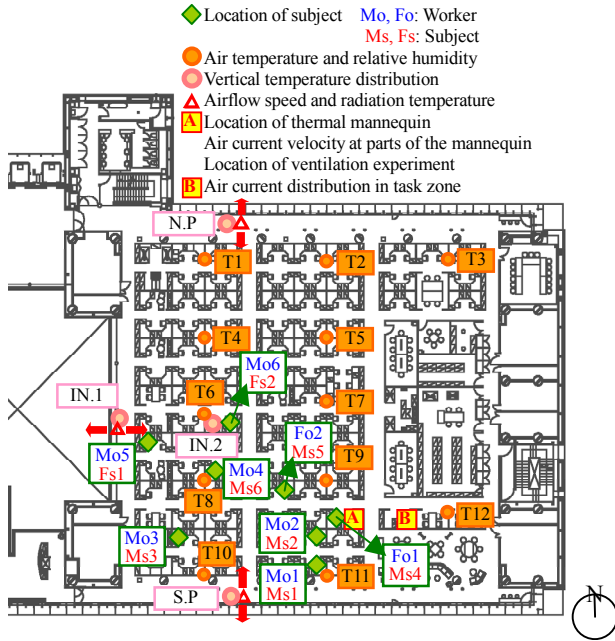 Location of subject Mo, Fo: Worker
Ms, Fs: Subject
Air temperature and relative humidity
Vertical temperature distribution
Airflow speed and radiation temperature
A Location of thermal mannequin
Air current velocity at parts of the mannequin
Location of ventilation experiment
B Air current distribution in task zone
N.P
T1
T2
T3
T4
T5
Mo6
Fs2
T6
T7
IN.1
IN.2
Fo2
Ms5
Mo5
Fs1
Mo4
Ms6
T9
T8
Mo3
Ms3
Mo2
Ms2
A
B
T12
T10
Fo1
Ms4
Mo1
Ms1
T11
S.P
N